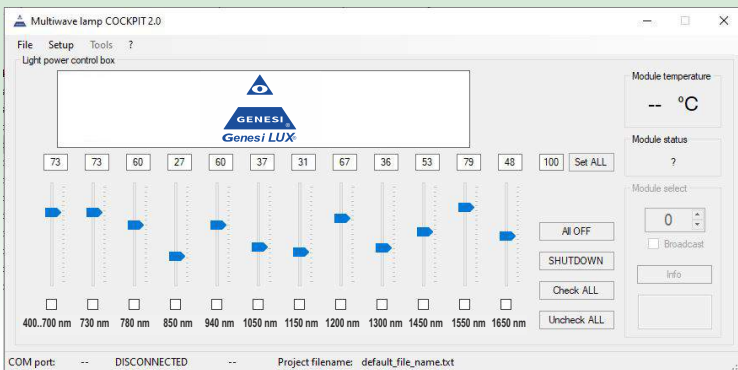 Multiwave lamp COCKPIT 2.0
File Setup Tools ?
Light power control box
GENESI®
Genesi LUX
73 73 60 27 60 37 31 67 36 53 79 48 100 Set ALL
All OFF
SHUTDOWN
Check ALL
Uncheck ALL
400..700 nm 730 nm 780 nm 850 nm 940 nm 1050 nm 1150 nm 1200 nm 1300 nm 1450 nm 1550 nm 1650 nm
Module temperature
-- °C
Module status
?
Module select
0
Broadcast
Info
COM port: -- DISCONNECTED -- Project filename: default_file_name.txt